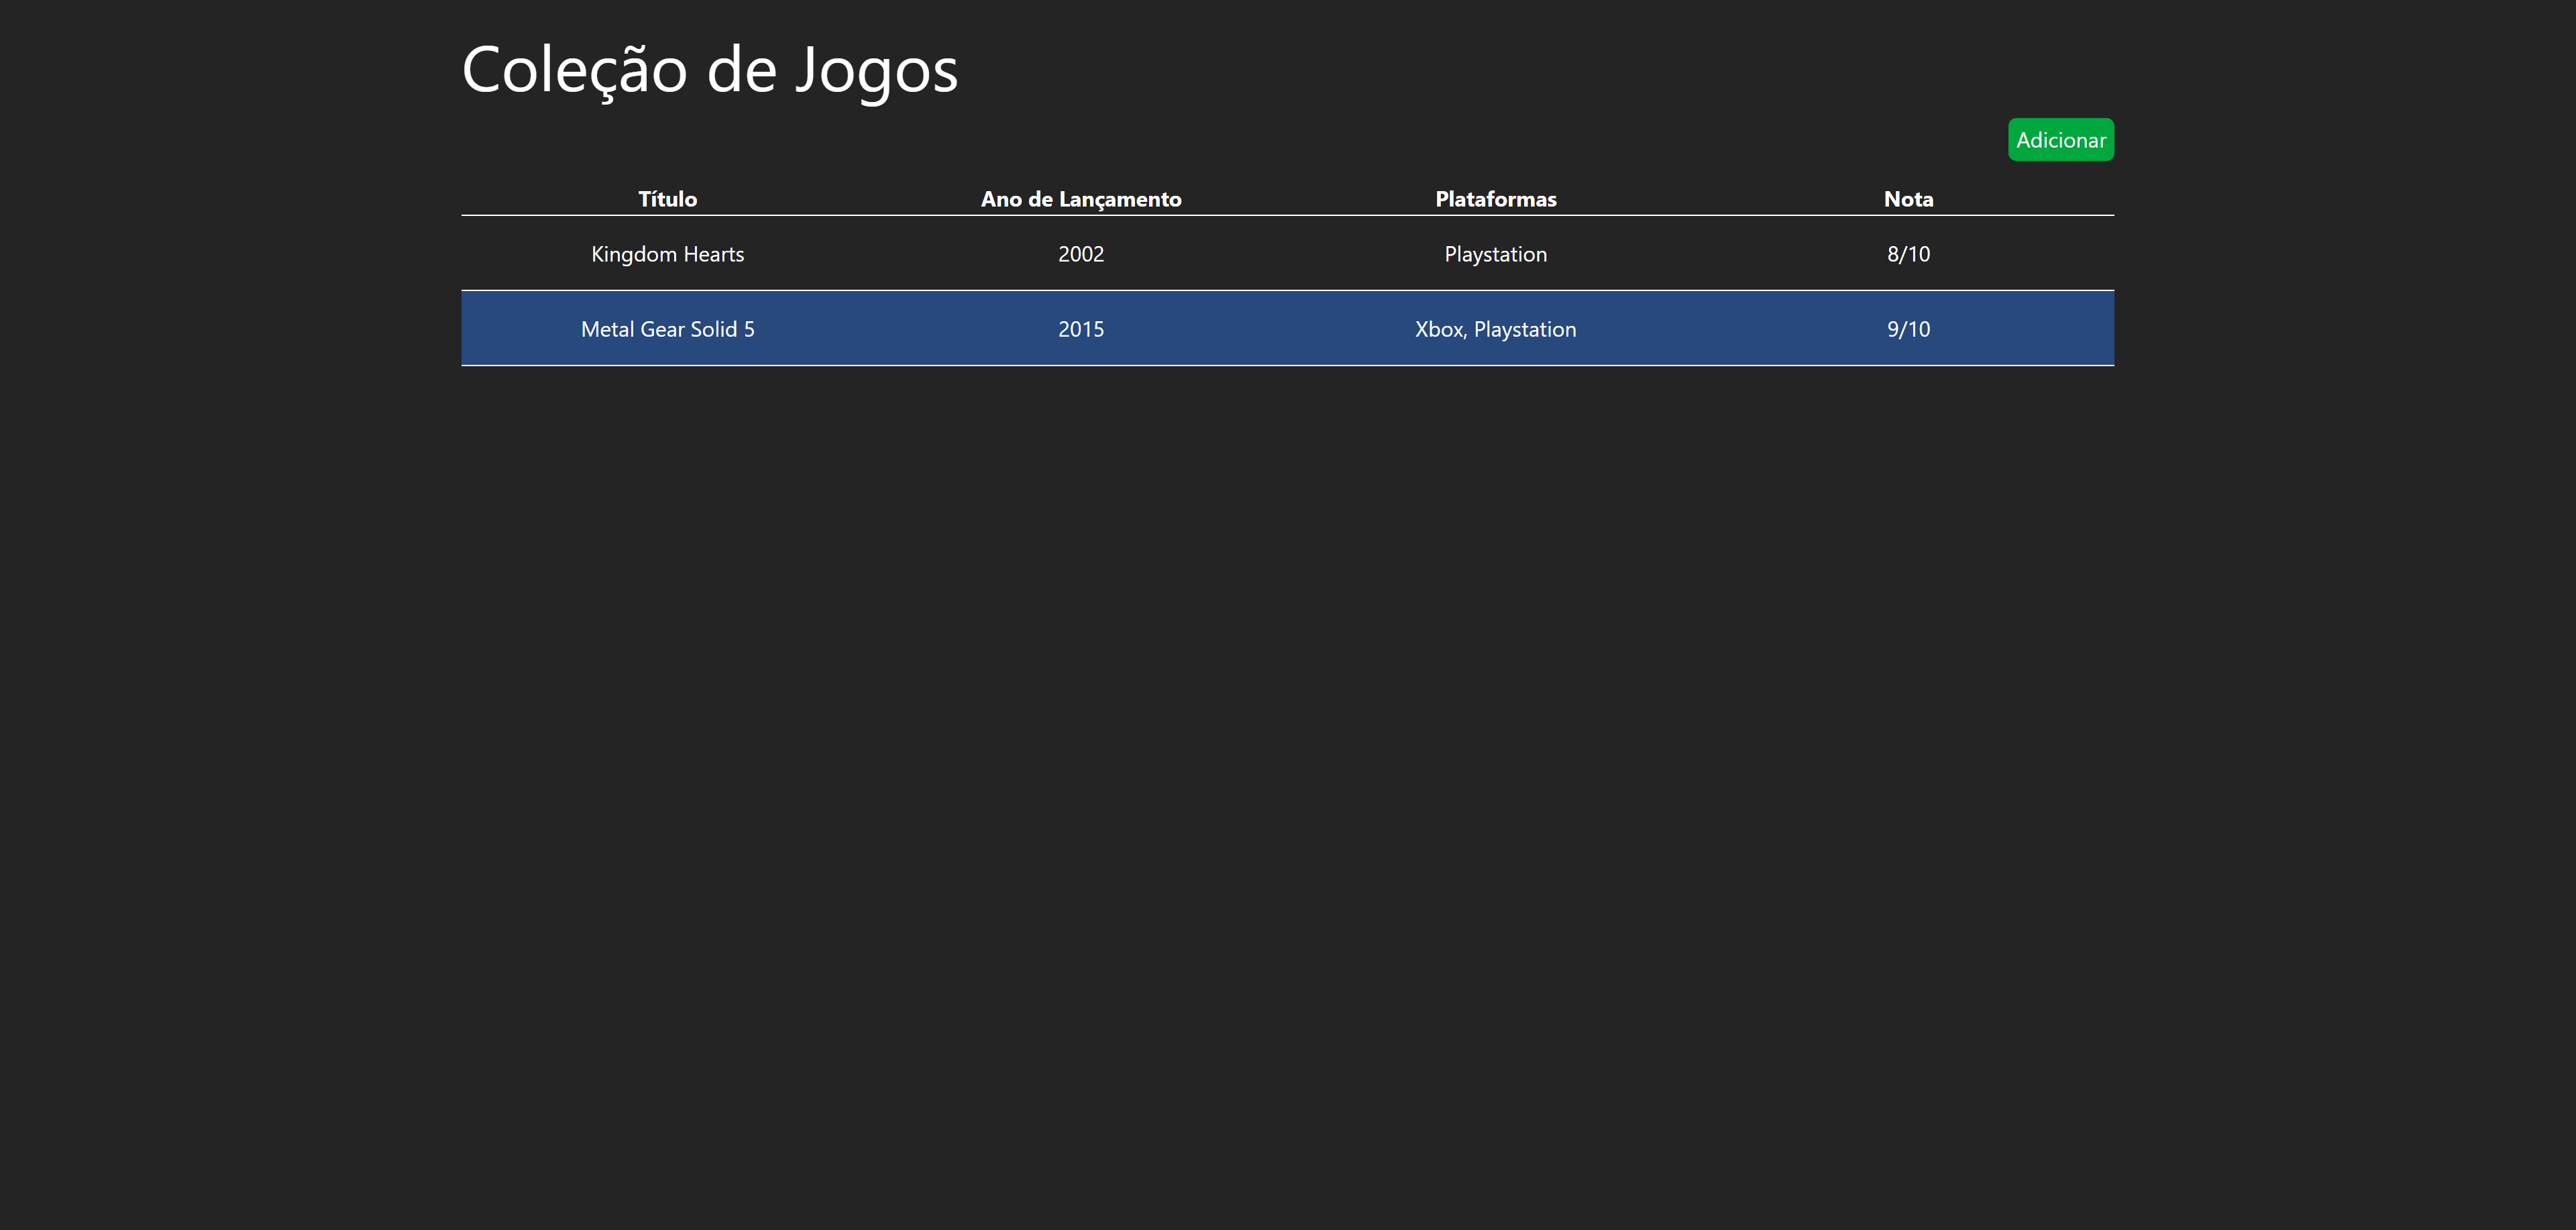 Coleção de Jogos
Adicionar
Título Ano de Lançamento Plataformas Nota
Kingdom Hearts 2002 Playstation 8/10
Metal Gear Solid 5 2015 Xbox, Playstation 9/10